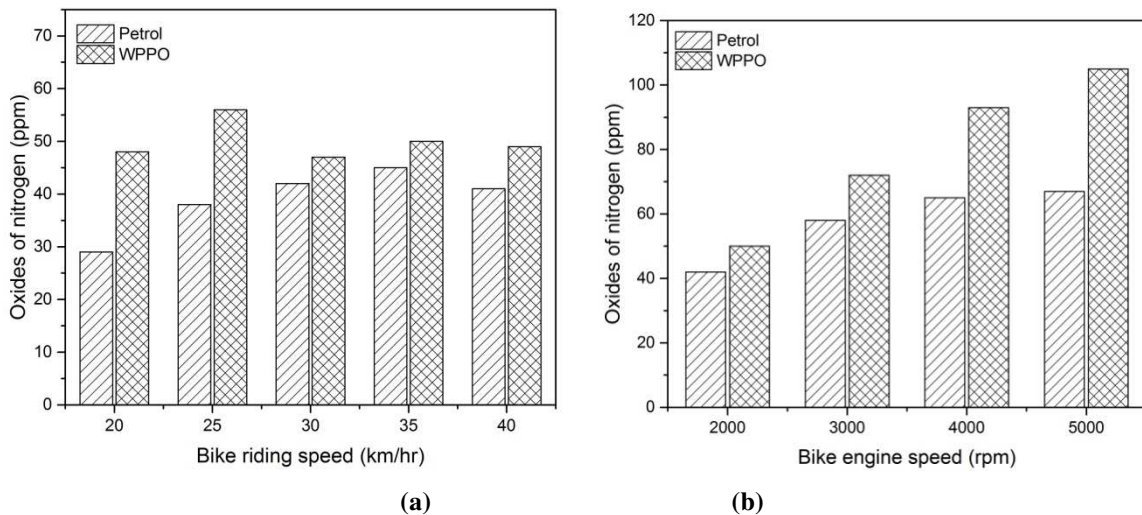 Petrol
WPPO
70
60
50
40
30
20
10
0
Oxides of nitrogen (ppm)
20 25 30 35 40
Bike riding speed (km/hr)
(a)
Petrol
WPPO
120
100
80
60
40
20
0
Oxides of nitrogen (ppm)
2000 3000 4000 5000
Bike engine speed (rpm)
(b)